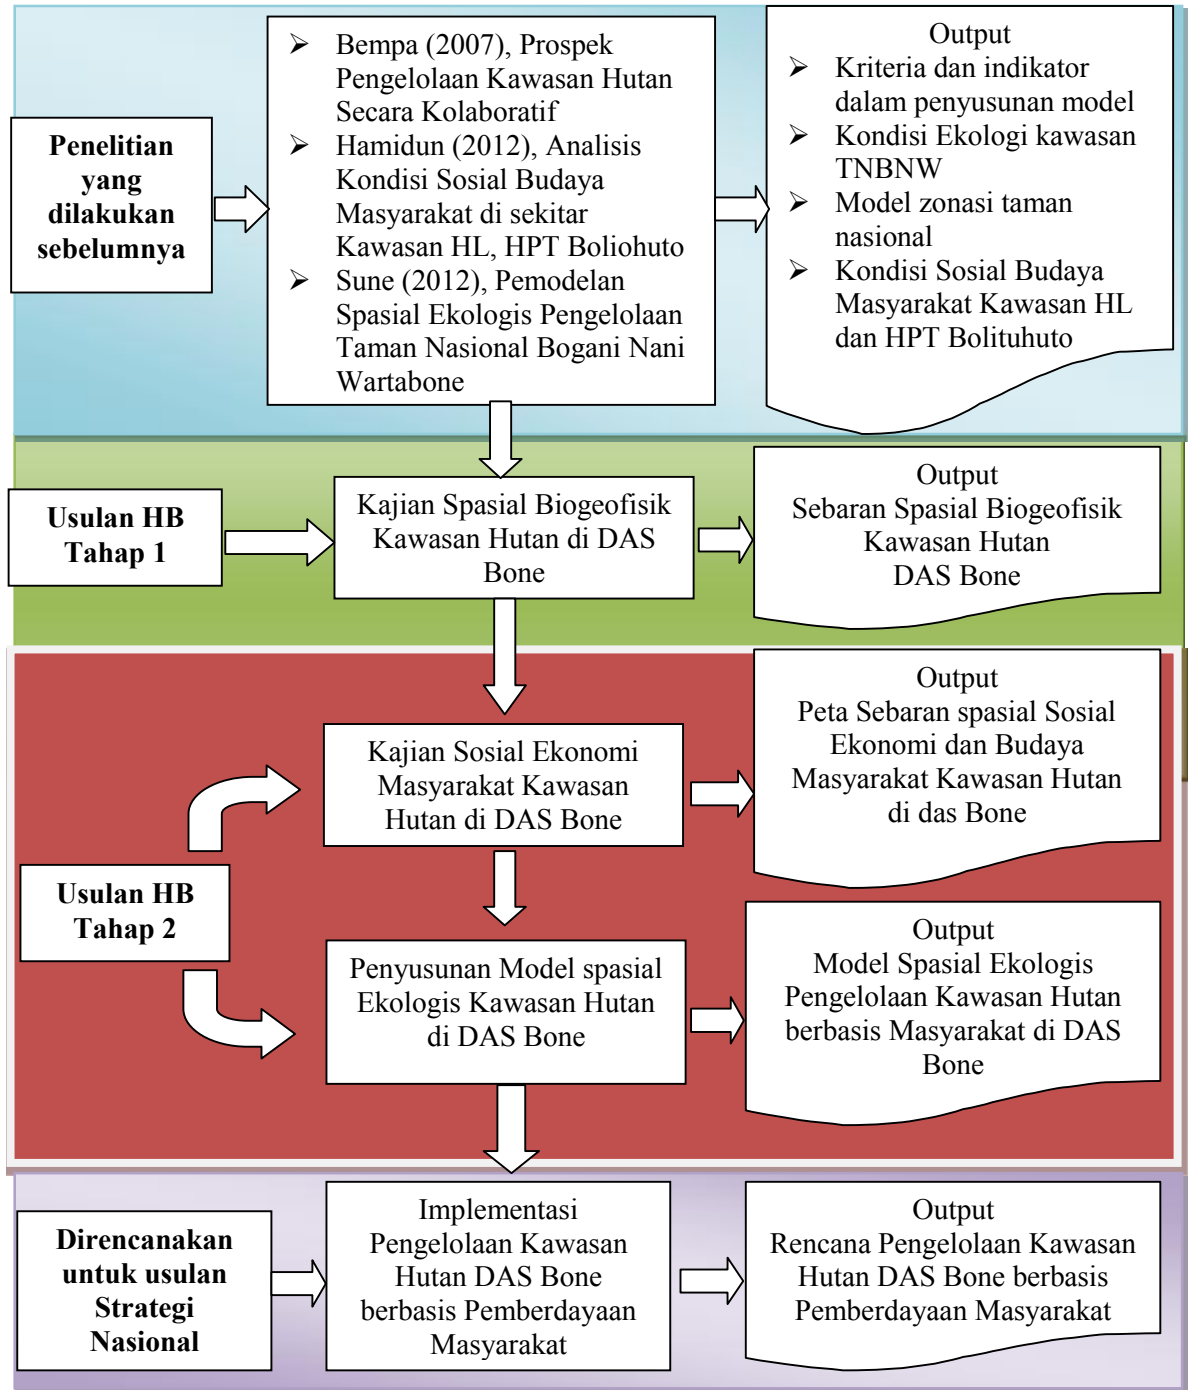 Penelitian
yang
dilakukan
sebelumnya
➢ Bempa (2007), Prospek
Pengelolaan Kawasan Hutan
Secara Kolaboratif
➢ Hamidun (2012), Analisis
Kondisi Sosial Budaya
Masyarakat di sekitar
Kawasan HL, HPT Boliohuto
➢ Sune (2012), Pemodelan
Spasial Ekologis Pengelolaan
Taman Nasional Bogani Nani
Wartabone
Output
➢ Kriteria dan indikator
dalam penyusunan model
➢ Kondisi Ekologi kawasan
TNBNW
➢ Model zonasi taman
nasional
➢ Kondisi Sosial Budaya
Masyarakat Kawasan HL
dan HPT Bolituhuto
Usulan HB
Tahap 1
Kajian Spasial Biogeofisik
Kawasan Hutan di DAS
Bone
Output
Sebaran Spasial Biogeofisik
Kawasan Hutan
DAS Bone
Usulan HB
Tahap 2
Kajian Sosial Ekonomi
Masyarakat Kawasan
Hutan di DAS Bone
Output
Peta Sebaran spasial Sosial
Ekonomi dan Budaya
Masyarakat Kawasan Hutan
di das Bone
Penyusunan Model spasial
Ekologis Kawasan Hutan
di DAS Bone
Output
Model Spasial Ekologis
Pengelolaan Kawasan Hutan
berbasis Masyarakat di DAS
Bone
Direncanakan
untuk usulan
Strategi
Nasional
Implementasi
Pengelolaan Kawasan
Hutan DAS Bone
berbasis Pemberdayaan
Masyarakat
Output
Rencana Pengelolaan Kawasan
Hutan DAS Bone berbasis
Pemberdayaan Masyarakat